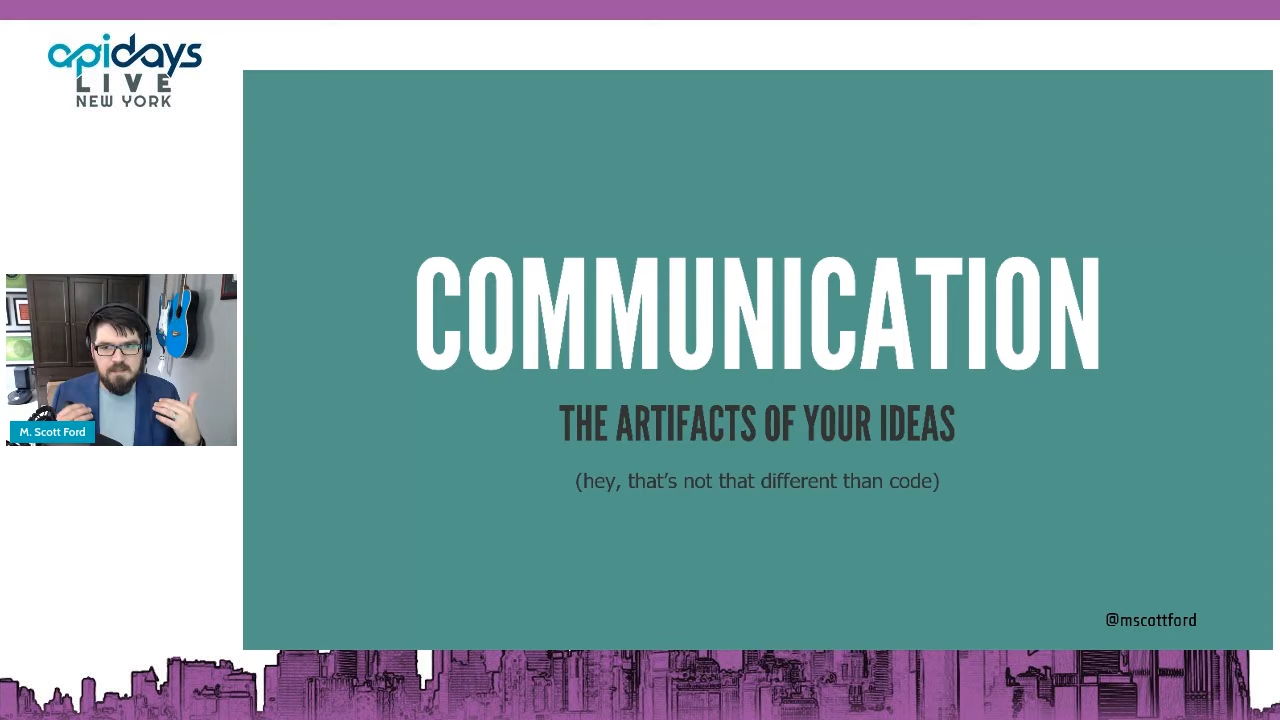 apidays
LIVE
NEW YORK
COMMUNICATION
THE ARTIFACTS OF YOUR IDEAS
(hey, that's not that different than code)
M. Scott Ford
@mscottford